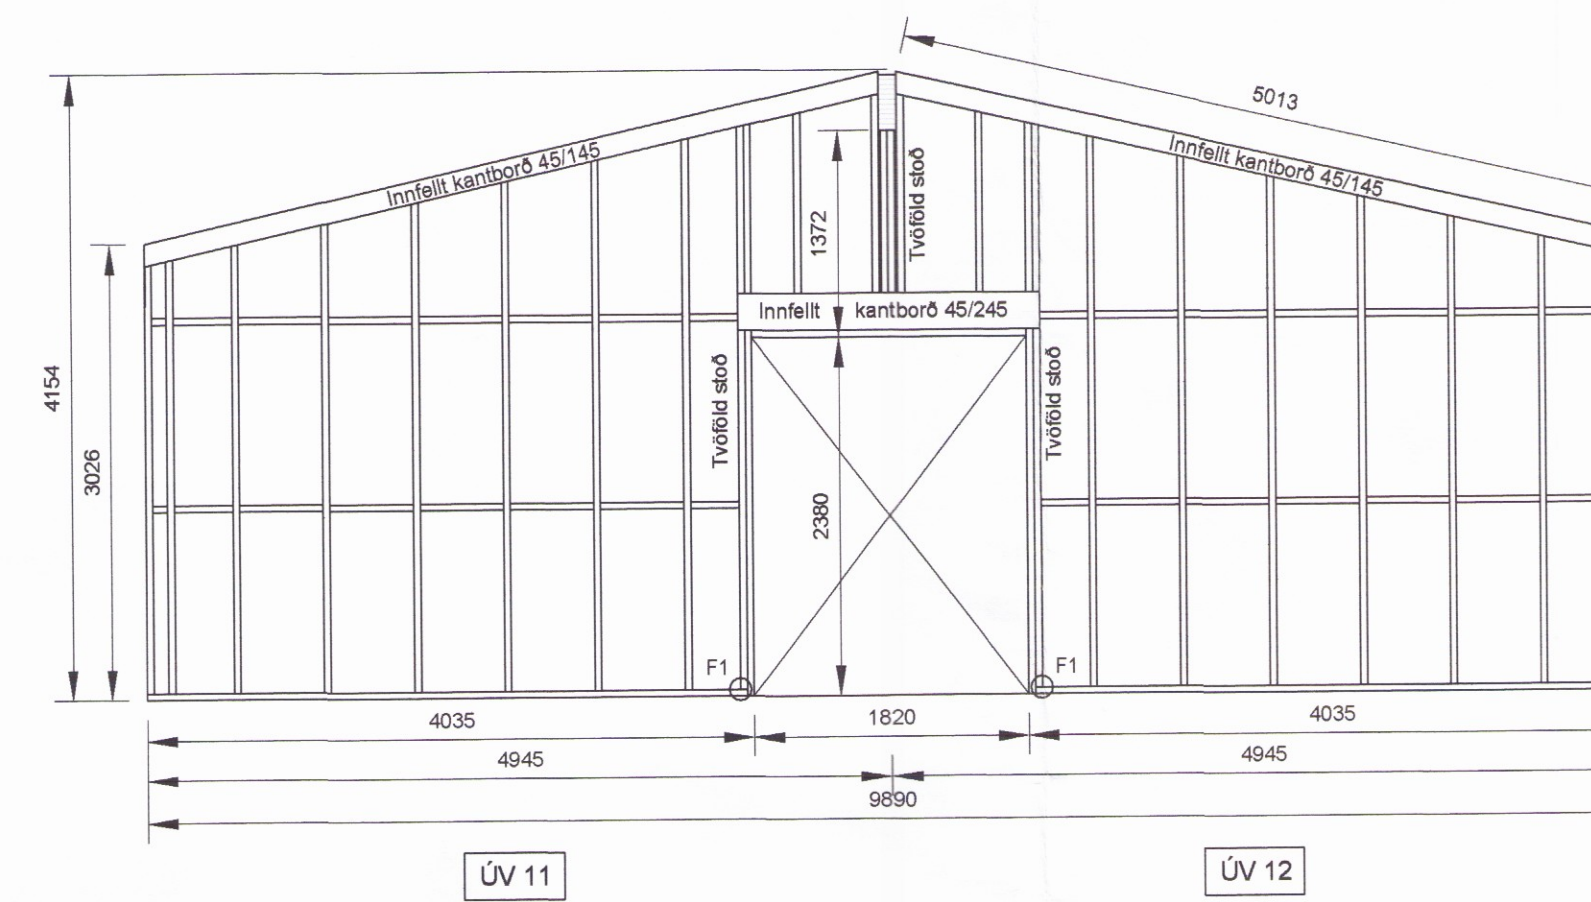 5013
Innfellt kantborð 45/145
Innfellt kantborð 45/145
Tvöföld stoð
1372
Innfellt kantborð 45/245
4154
3026
Tvöföld stoð
Tvöföld stoð
2380
F1
F1
4035
1820
4035
4945
4945
9890
ÚV 11
ÚV 12